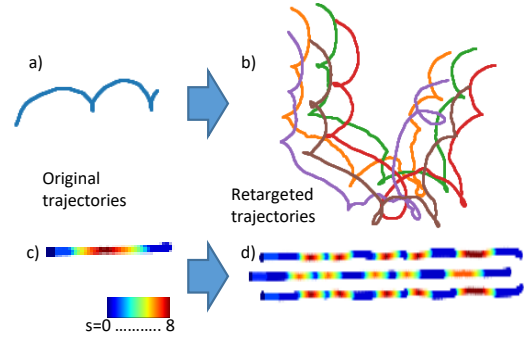 a)
b)
Original
trajectories
Retargeted
trajectories
c)
d)
s=0 ........... 8